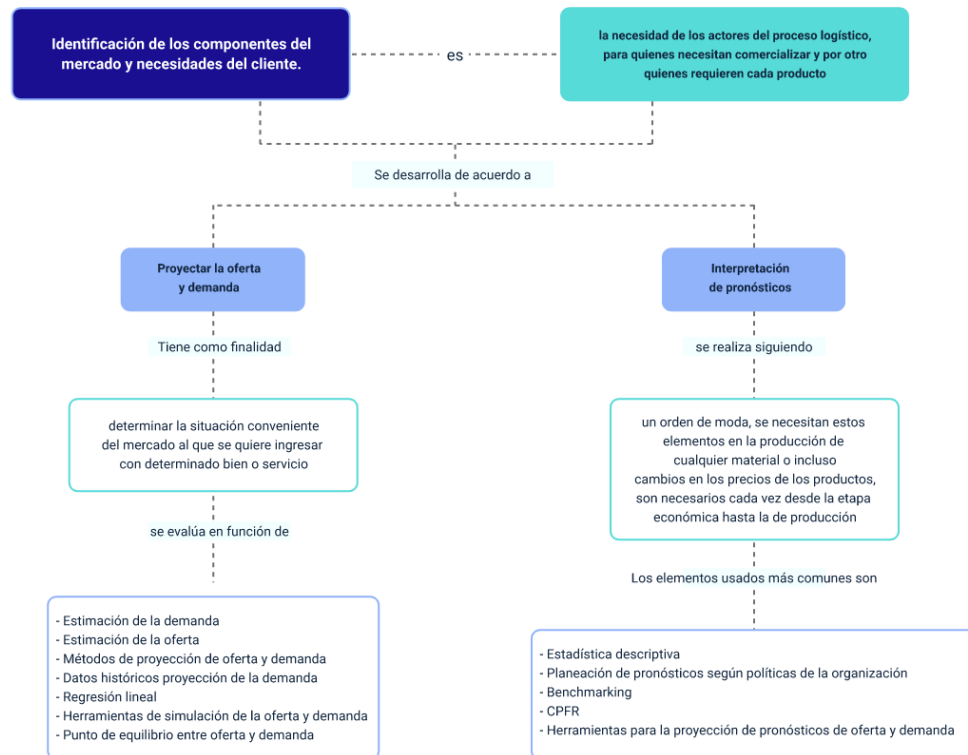 Identificación de los componentes del
mercado y necesidades del cliente.
es
la necesidad de los actores del proceso logístico,
para quienes necesitan comercializar y por otro
quienes requieren cada producto
Se desarrolla de acuerdo a
Proyectar la oferta
y demanda
Tiene como finalidad
determinar la situación conveniente
del mercado al que se quiere ingresar
con determinado bien o servicio
se evalúa en función de
- Estimación de la demanda
- Estimación de la oferta
- Métodos de proyección de oferta y demanda
- Datos históricos proyección de la demanda
- Regresión lineal
- Herramientas de simulación de la oferta y demanda
- Punto de equilibrio entre oferta y demanda
Interpretación
de pronósticos
se realiza siguiendo
un orden de moda, se necesitan estos
elementos en la producción de
cualquier material o incluso
cambios en los precios de los productos,
son necesarios cada vez desde la etapa
económica hasta la de producción
Los elementos usados más comunes son
- Estadística descriptiva
- Planeación de pronósticos según políticas de la organización
- Benchmarking
- CPFR
- Herramientas para la proyección de pronósticos de oferta y demanda